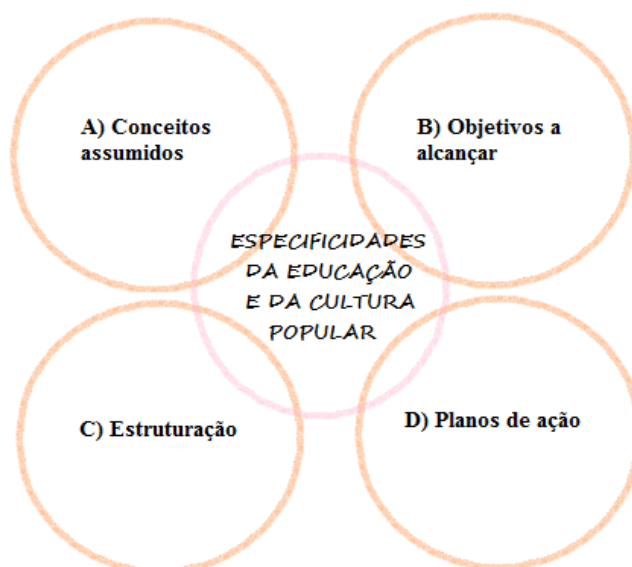 A) Conceitos
assumidos
B) Objetivos a
alcançar
ESPECIFICIDADES
DA EDUCAÇÃO
E DA CULTURA
POPULAR
C) Estruturação
D) Planos de ação